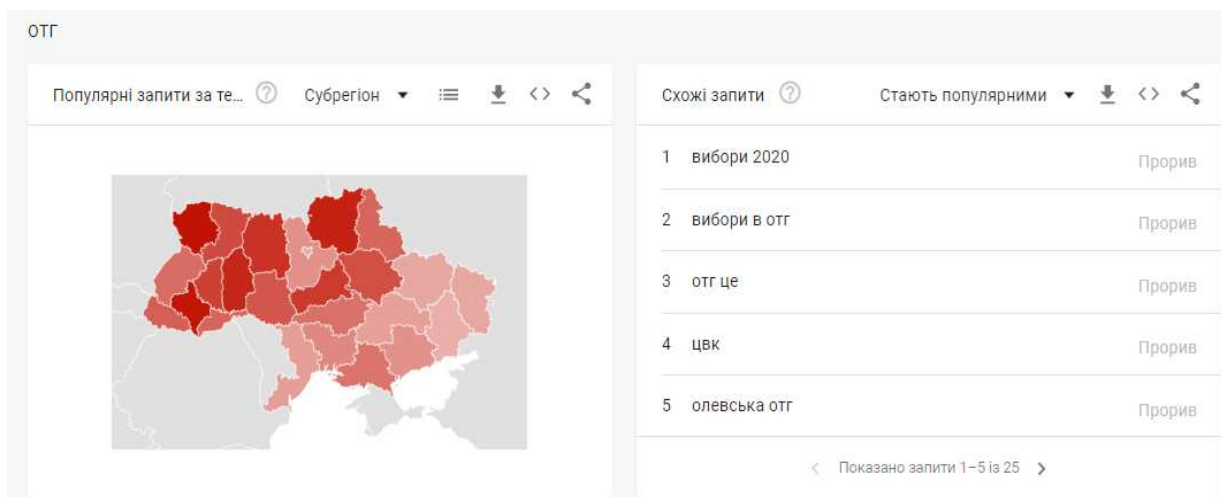 отг
Популярні запити за те...
Субрегіон
Схожі запити
Стають популярними
1 вибори 2020 Прорив
2 вибори в отг Прорив
3 отг це Прорив
4 цвк Прорив
5 олевська отг Прорив
Показано запити 1–5 із 25